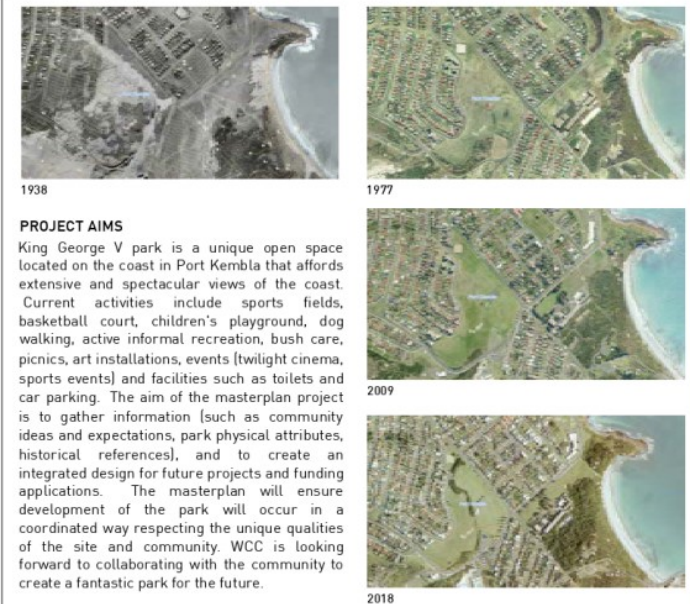 1938
1977
PROJECT AIMS
King George V park is a unique open space
located on the coast in Port Kembla that affords
extensive and spectacular views of the coast.
Current activities include sports fields,
basketball court, children's playground, dog
walking, active informal recreation, bush care,
picnics, art installations, events (twilight cinema,
sports events) and facilities such as toilets and
car parking. The aim of the masterplan project
is to gather information (such as community
ideas and expectations, park physical attributes,
historical references), and to create an
integrated design for future projects and funding
applications. The masterplan will ensure
development of the park will occur in a
coordinated way respecting the unique qualities
of the site and community. WCC is looking
forward to collaborating with the community to
create a fantastic park for the future.
2009
2018